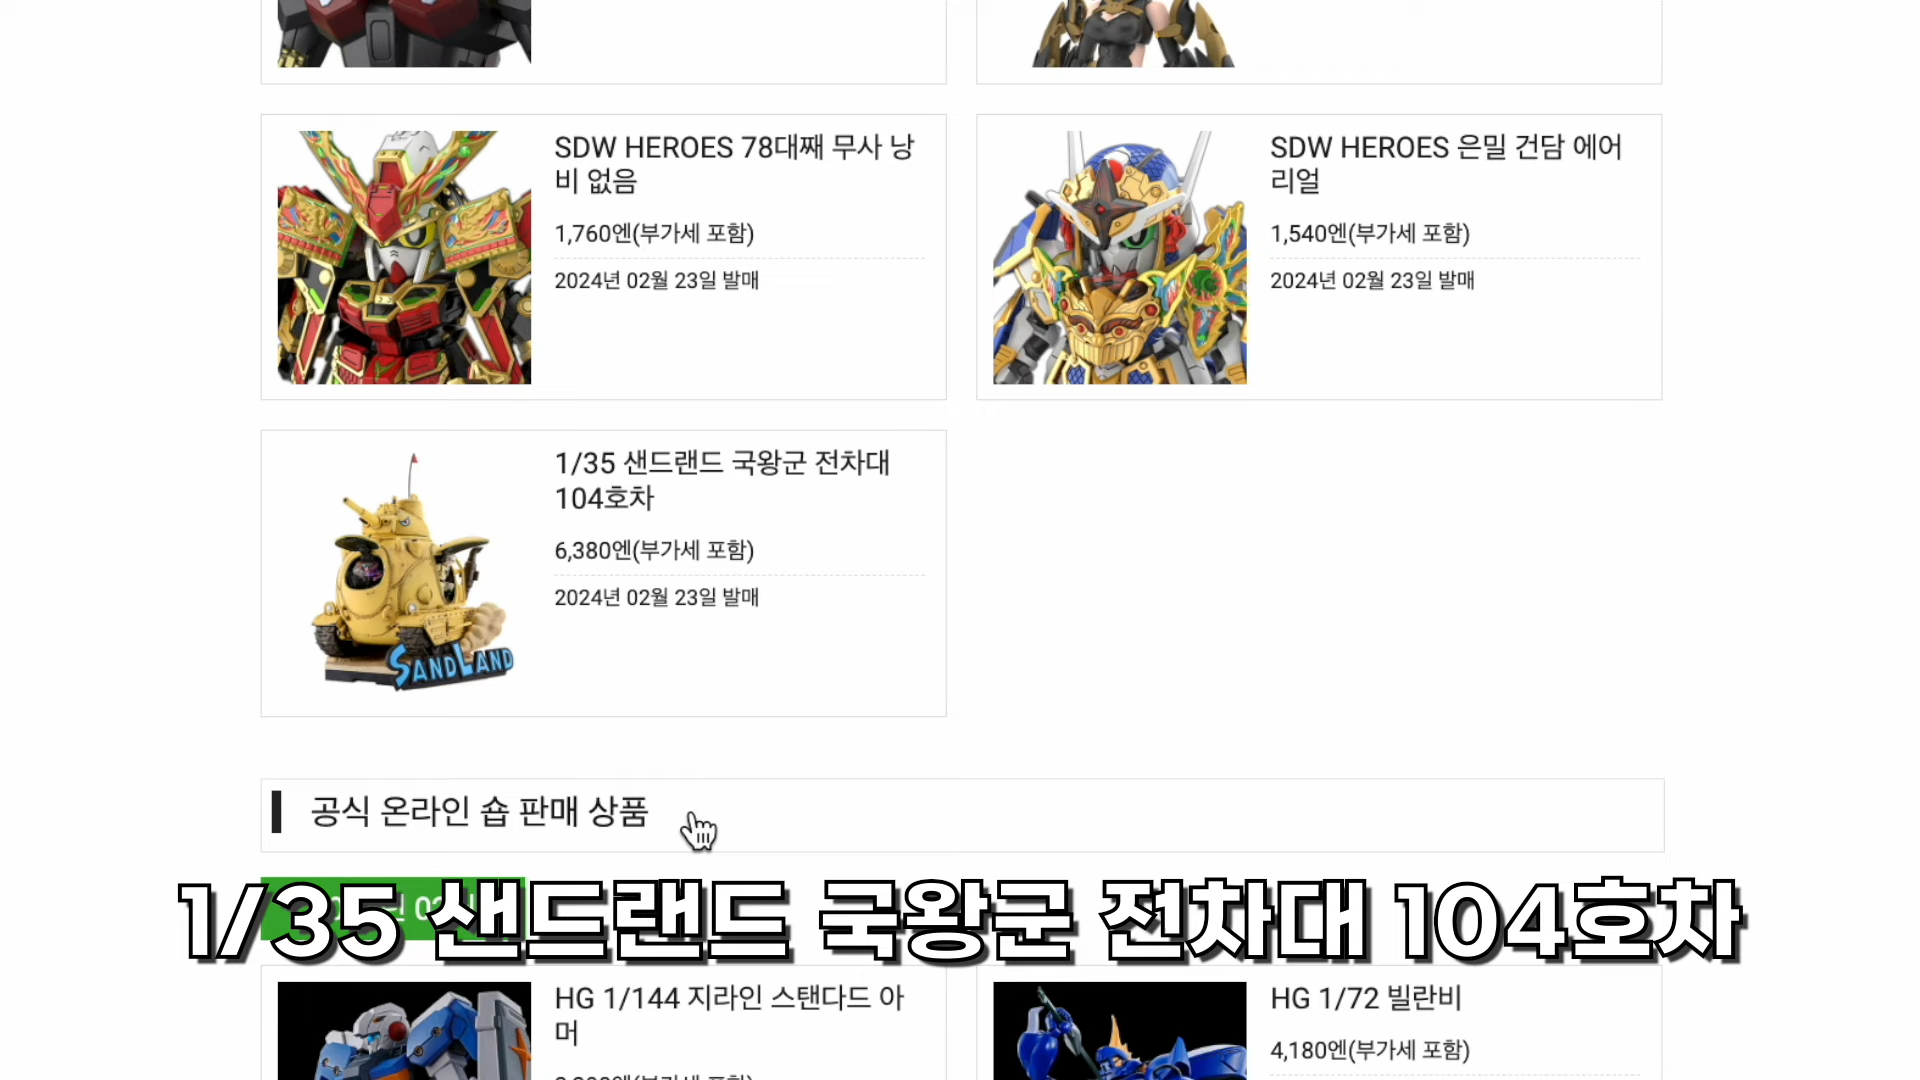 SDW HEROES 78대째 무사 낭
비 없음
1,760엔(부가세 포함)
2024년 02월 23일 발매
SDW HEROES 은밀 건담 에어
리얼
1,540엔(부가세 포함)
2024년 02월 23일 발매
1/35 샌드랜드 국왕군 전차대
104호차
6,380엔(부가세 포함)
2024년 02월 23일 발매
SANDLAND
공식 온라인 숍 판매 상품
1/35 샌드랜드 국왕군 전차대 104호차
HG 1/144 지라인 스탠다드 아
머
HG 1/72 빌란비
4,180엔(부가세 포함)